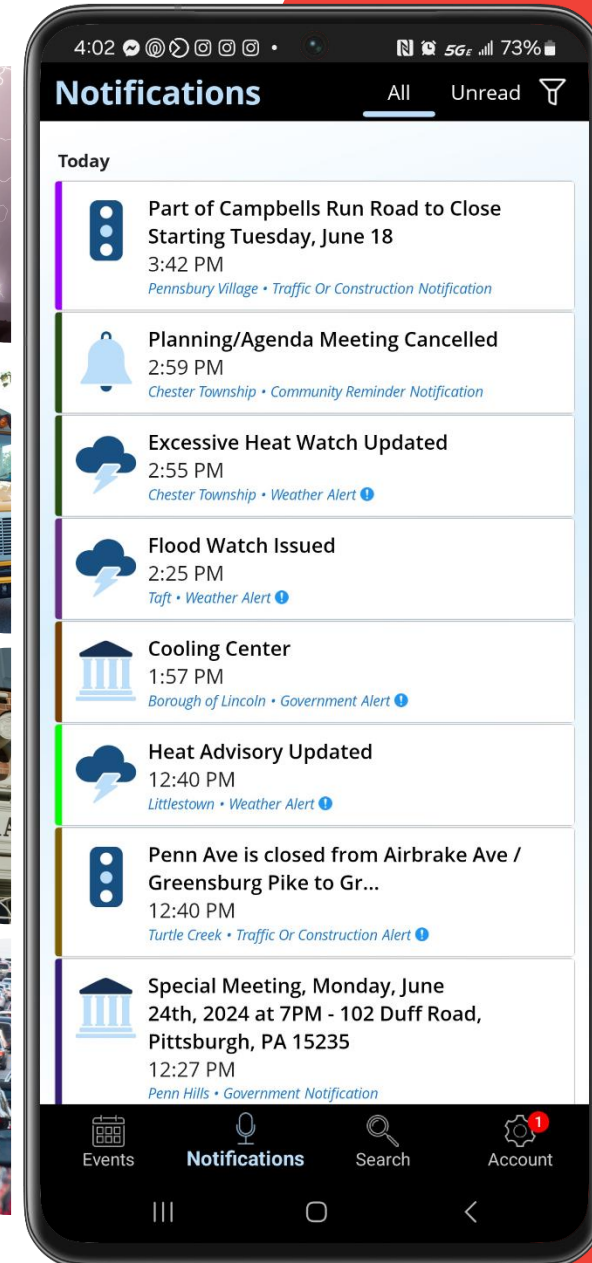 4:02 5GE 73%
Notifications All Unread
Today
Part of Campbells Run Road to Close
Starting Tuesday, June 18
3:42 PM
Pennsbury Village • Traffic Or Construction Notification
Planning/Agenda Meeting Cancelled
2:59 PM
Chester Township • Community Reminder Notification
Excessive Heat Watch Updated
2:55 PM
Chester Township • Weather Alert
Flood Watch Issued
2:25 PM
Taft • Weather Alert
Cooling Center
1:57 PM
Borough of Lincoln • Government Alert
Heat Advisory Updated
12:40 PM
Littlestown • Weather Alert
Penn Ave is closed from Airbrake Ave /
Greensburg Pike to Gr...
12:40 PM
Turtle Creek • Traffic Or Construction Alert
Special Meeting, Monday, June
24th, 2024 at 7PM - 102 Duff Road,
Pittsburgh, PA 15235
12:27 PM
Penn Hills • Government Notification
1
Events Notifications Search Account